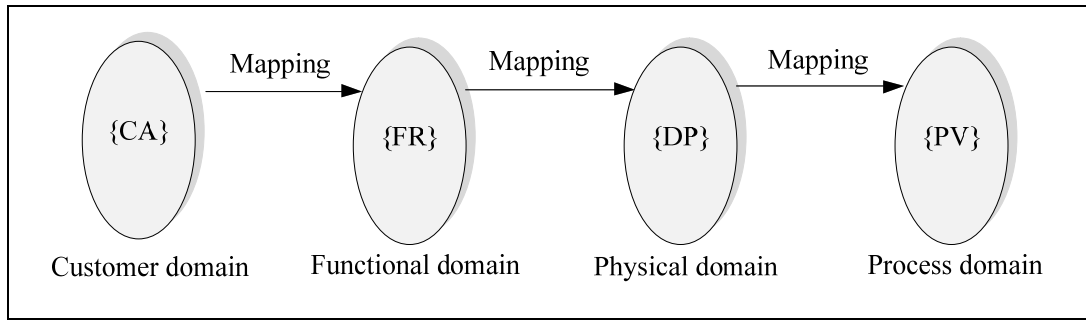 Mapping
Mapping
Mapping
{CA}
{FR}
{DP}
{PV}
Customer domain
Functional domain
Physical domain
Process domain